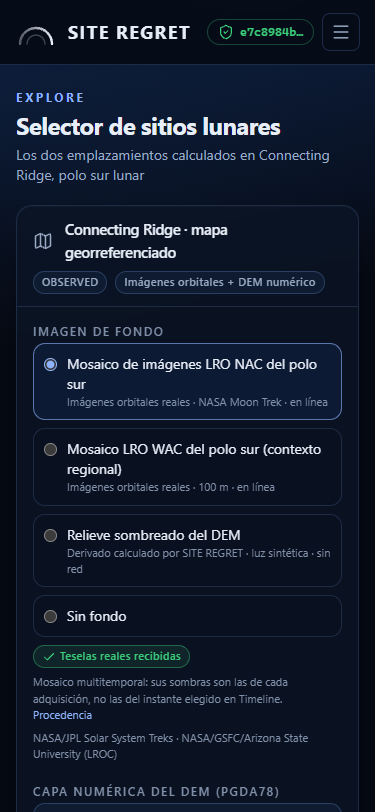 SITE REGRET
e7c8984b...
EXPLORE
Selector de sitios lunares
Los dos emplazamientos calculados en Connecting
Ridge, polo sur lunar
Connecting Ridge · mapa
georreferenciado
OBSERVED
Imágenes orbitales + DEM numérico
IMAGEN DE FONDO
Mosaico de imágenes LRO NAC del polo
sur
Imágenes orbitales reales · NASA Moon Trek · en línea
Mosaico LRO WAC del polo sur (contexto
regional)
Imágenes orbitales reales · 100 m · en línea
Relieve sombreado del DEM
Derivado calculado por SITE REGRET · luz sintética · sin
red
Sin fondo
Teselas reales recibidas
Mosaico multitemporal: sus sombras son las de cada
adquisición, no las del instante elegido en Timeline.
Procedencia
NASA/JPL Solar System Treks · NASA/GSFC/Arizona State
University (LROC)
CAPA NUMÉRICA DEL DEM (PGDA78)